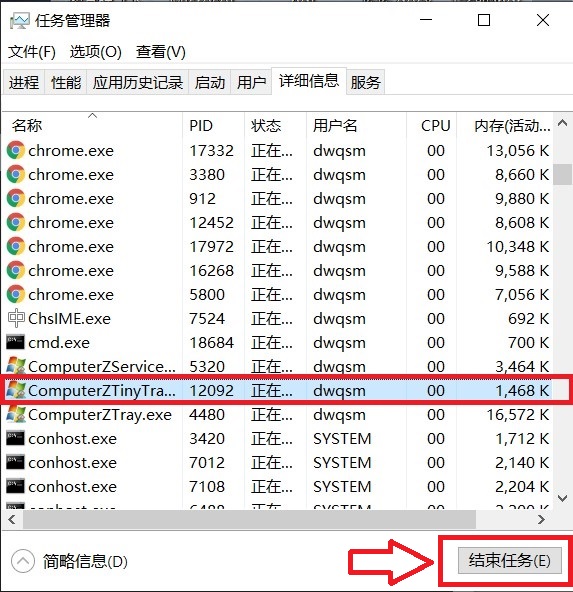 任务管理器
文件(F) 选项(O) 查看(V)
进程 性能 应用历史记录 启动 用户 详细信息 服务
名称 PID 状态 用户名 CPU 内存(活动...
chrome.exe 17332 正在... dwqsm 00 13,056 K
chrome.exe 3380 正在... dwqsm 00 8,660 K
chrome.exe 912 正在... dwqsm 00 9,880 K
chrome.exe 12452 正在... dwqsm 00 8,608 K
chrome.exe 17972 正在... dwqsm 00 10,348 K
chrome.exe 16268 正在... dwqsm 00 9,588 K
chrome.exe 5800 正在... dwqsm 00 7,056 K
ChsIME.exe 7524 正在... dwqsm 00 692 K
cmd.exe 18684 正在... dwqsm 00 700 K
ComputerZService... 5320 正在... dwqsm 00 3,464 K
ComputerZTinyTra... 12092 正在... dwqsm 00 1,468 K
ComputerZTray.exe 4480 正在... dwqsm 00 16,572 K
conhost.exe 3420 正在... SYSTEM 00 1,712 K
conhost.exe 7012 正在... SYSTEM 00 2,140 K
conhost.exe 7108 正在... SYSTEM 00 2,204 K
简略信息(D) 结束任务(E)